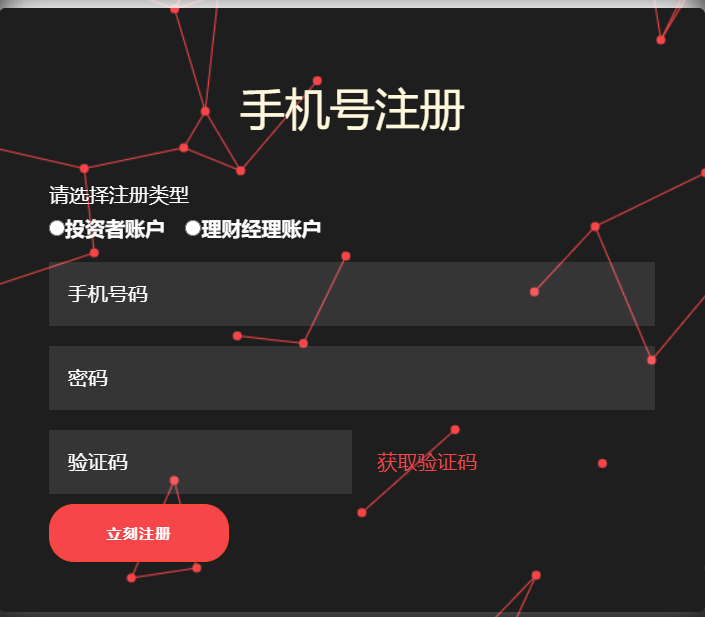 手机号注册
请选择注册类型
投资者账户 理财经理账户
手机号码
密码
验证码 获取验证码
立刻注册